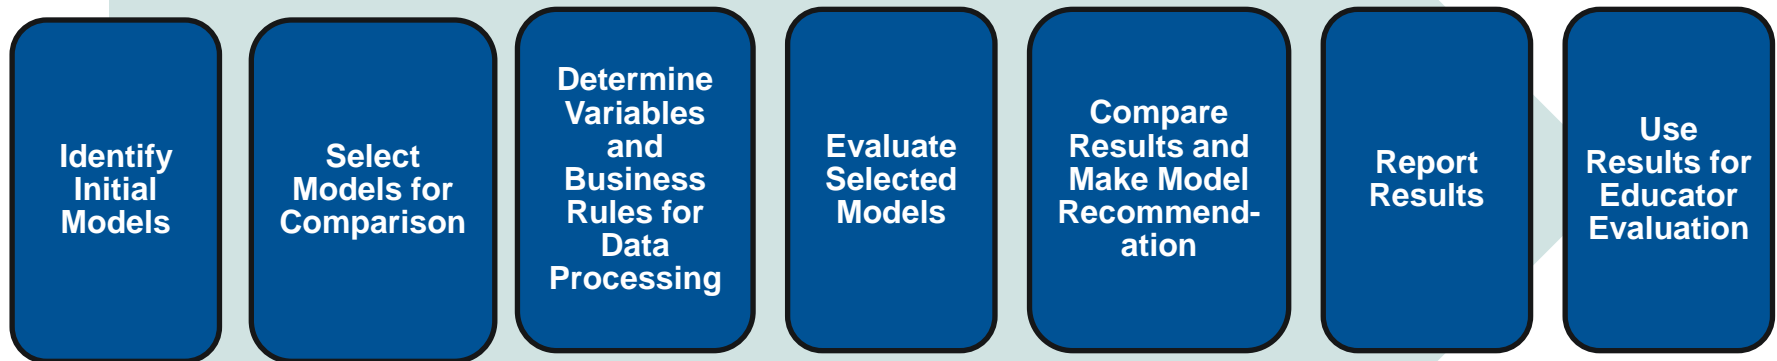 Identify
Initial
Models
Select
Models for
Comparison
Determine
Variables
and
Business
Rules for
Data
Processing
Evaluate
Selected
Models
Compare
Results and
Make Model
Recommend-
ation
Report
Results
Use
Results for
Educator
Evaluation